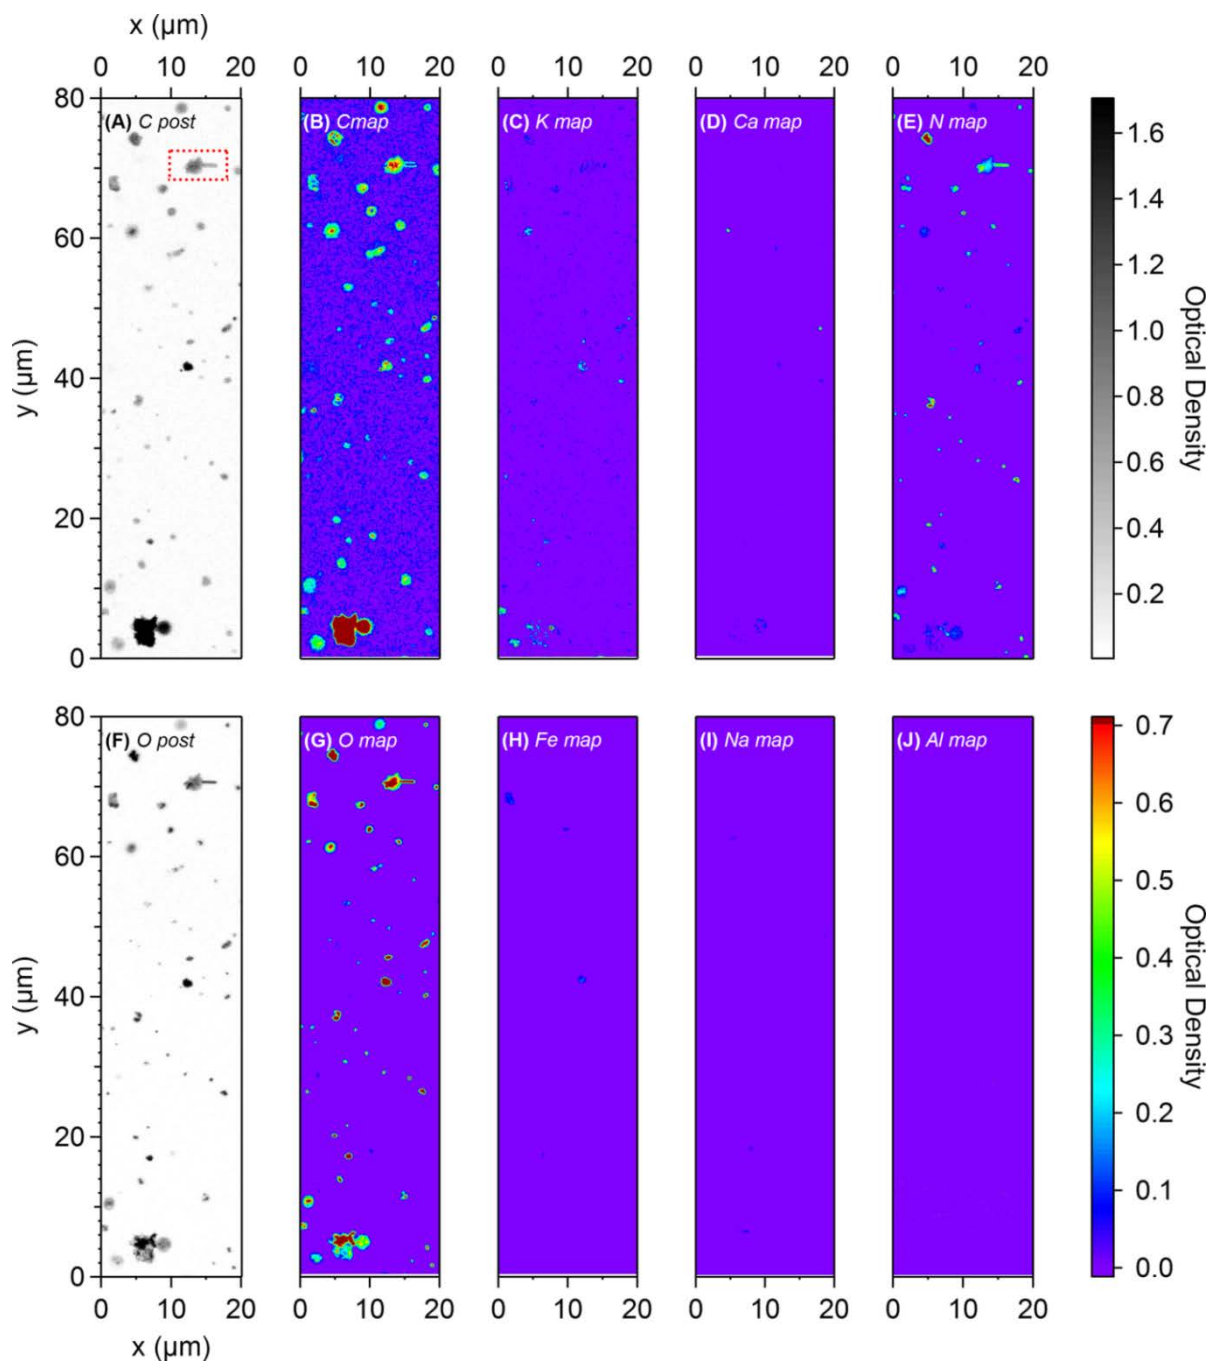 x (μm)
0 10 20 0 10 20 0 10 20 0 10 20 0 10 20
80
60
40
20
0
y (μm)
(A) C post
(B) Cmap
(C) K map
(D) Ca map
(E) N map
1.6
1.4
1.2
1.0
0.8
0.6
0.4
0.2
Optical Density
80
60
40
20
0
y (μm)
(F) O post
(G) O map
(H) Fe map
(I) Na map
(J) Al map
0.7
0.6
0.5
0.4
0.3
0.2
0.1
0.0
Optical Density
0 10 20 0 10 20 0 10 20 0 10 20 0 10 20
x (μm)